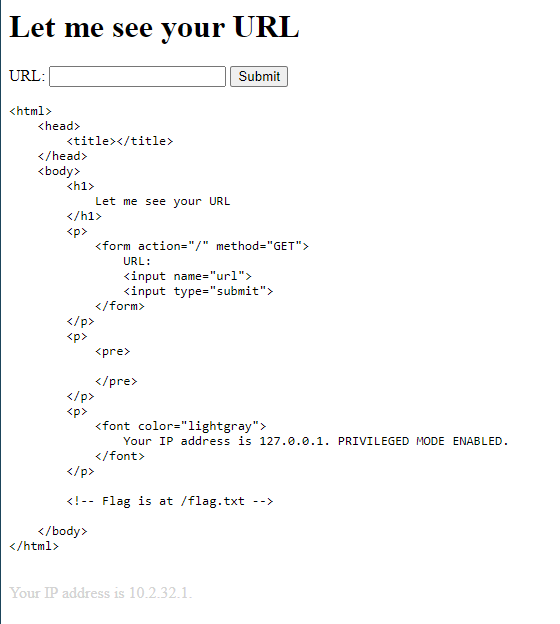 Let me see your URL
URL: Submit
<html>
    <head>
        <title></title>
    </head>
    <body>
        <h1>
            Let me see your URL
        </h1>
        <p>
            <form action="/" method="GET">
                URL:
                <input name="url">
                <input type="submit">
            </form>
        </p>
        <p>
            <pre>
            </pre>
        </p>
        <p>
            <font color="lightgray">
                Your IP address is 127.0.0.1. PRIVILEGED MODE ENABLED.
            </font>
        </p>
        <!-- Flag is at /flag.txt -->
    </body>
</html>
Your IP address is 10.2.32.1.